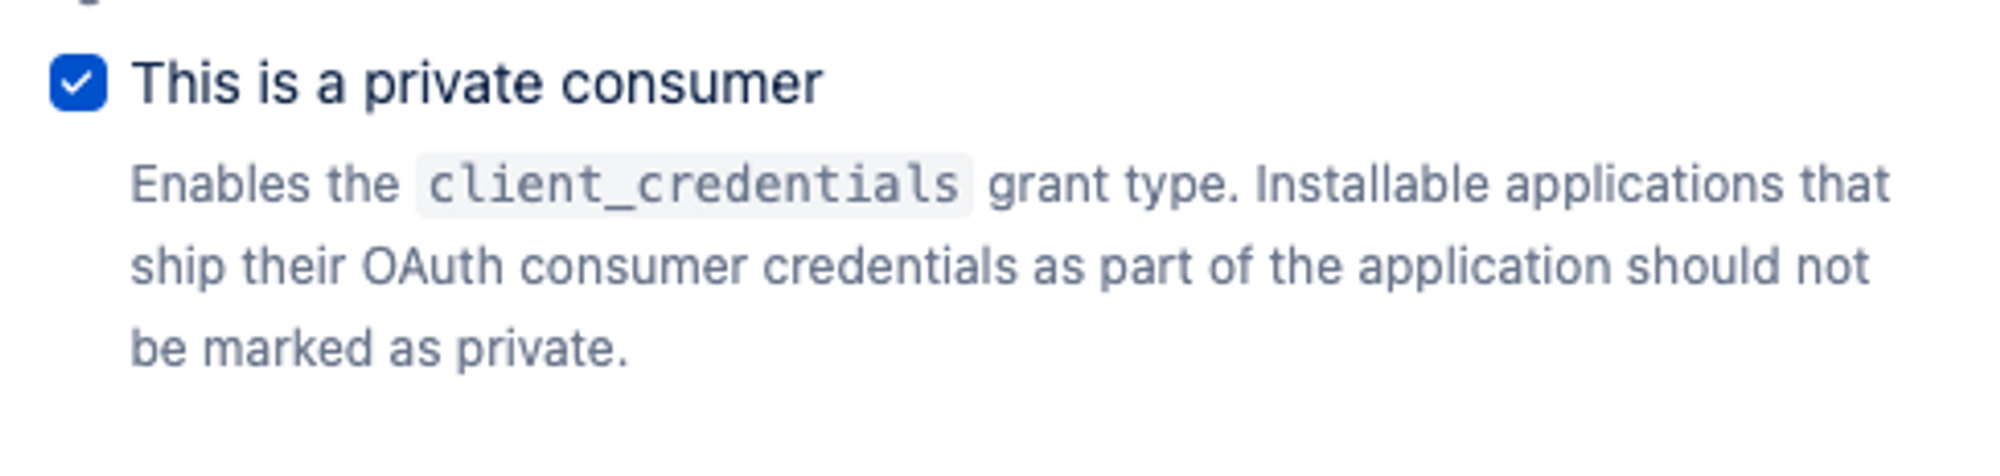 This is a private consumer
Enables the client_credentials grant type. Installable applications that
ship their OAuth consumer credentials as part of the application should not
be marked as private.